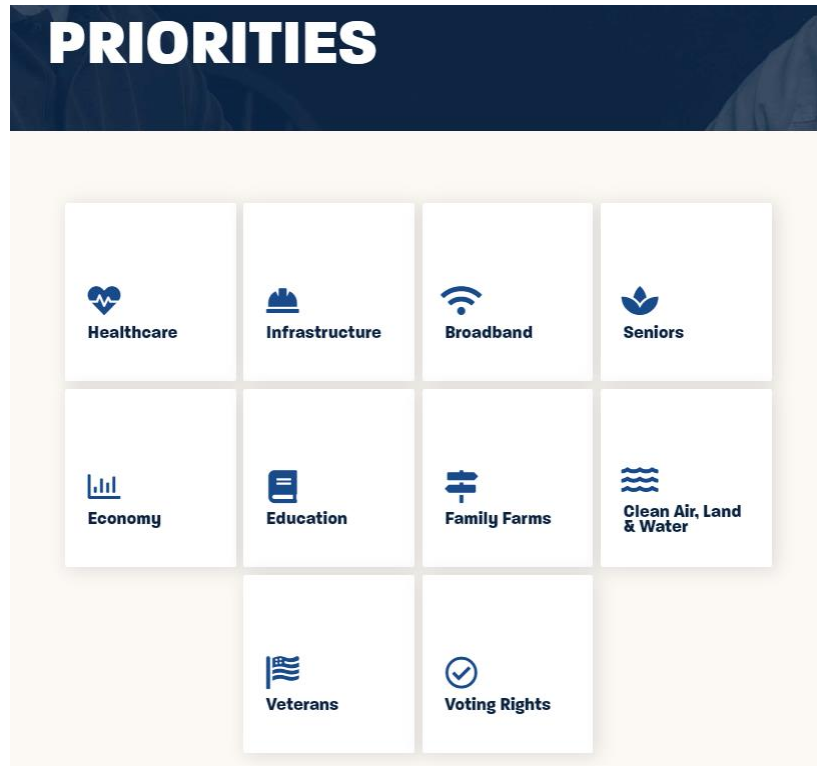 PRIORITIES
Healthcare
Infrastructure
Broadband
Seniors
Economy
Education
Family Farms
Clean Air, Land
& Water
Veterans
Voting Rights